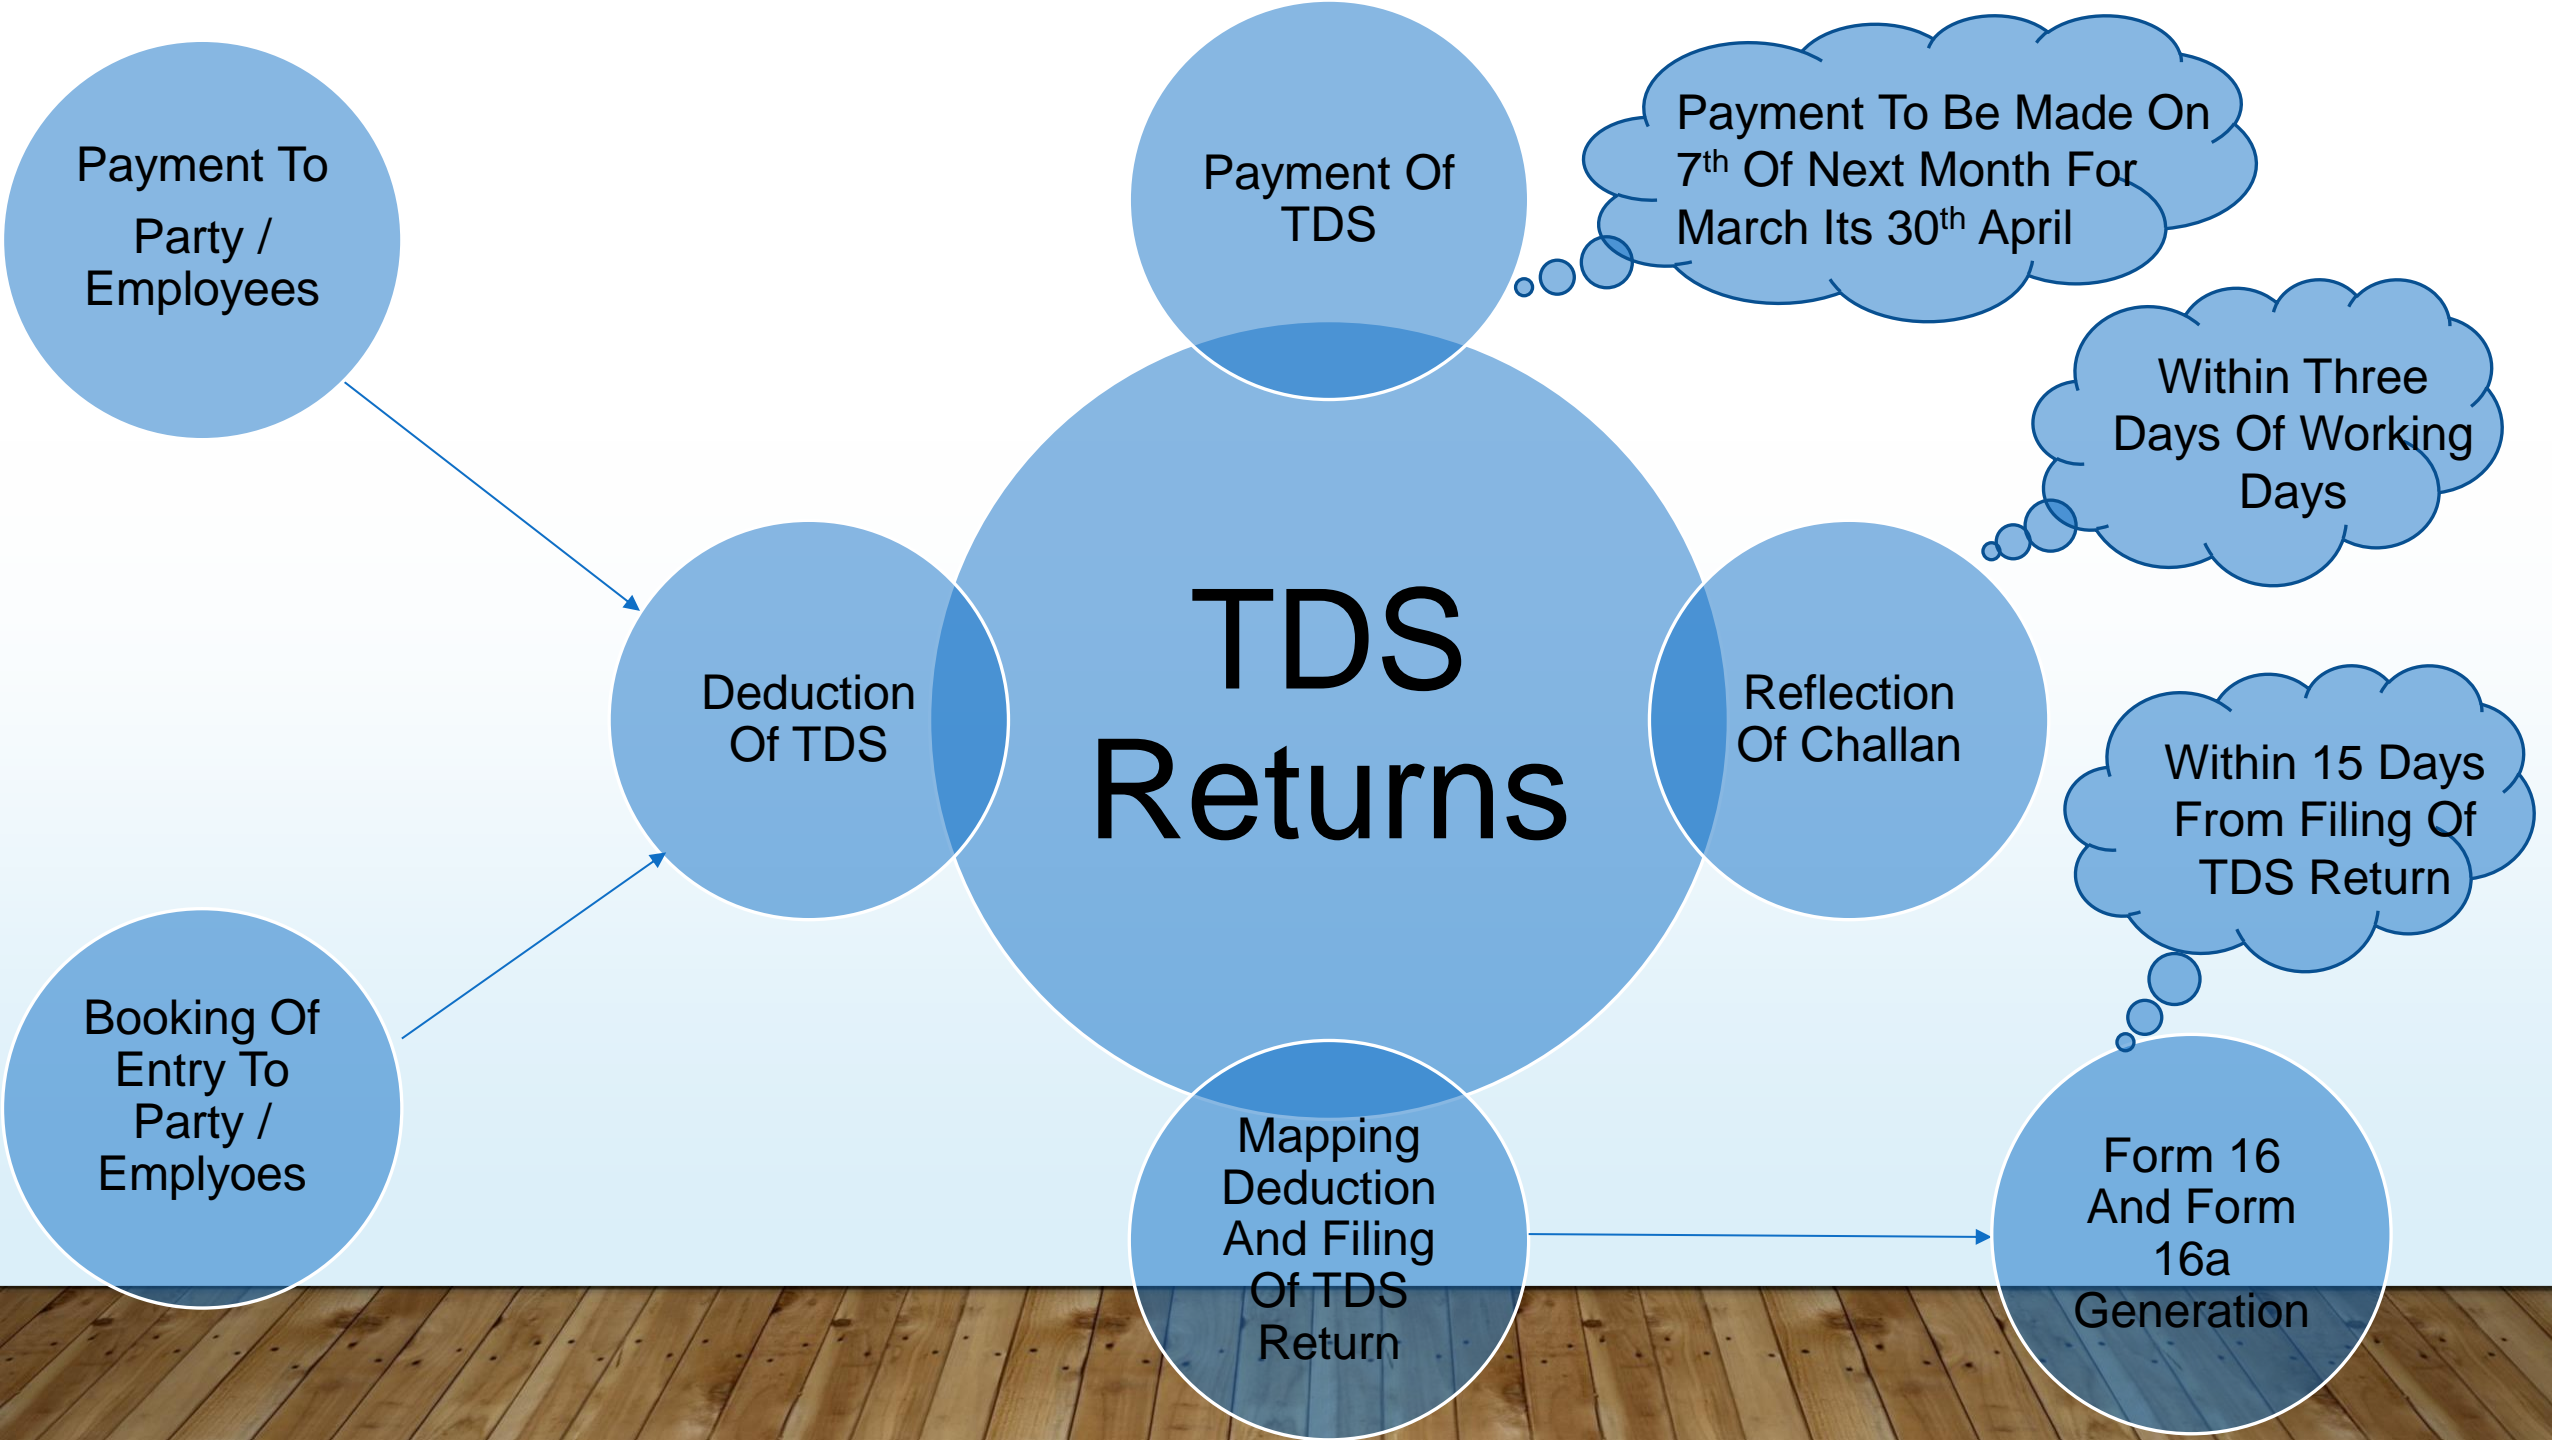 Payment To
Party /
Employees
Payment Of
TDS
Payment To Be Made On
7th Of Next Month For
March Its 30th April
Within Three
Days Of Working
Days
Deduction
Of TDS
TDS
Returns
Reflection
Of Challan
Within 15 Days
From Filing Of
TDS Return
Booking Of
Entry To
Party /
Emplyoes
Mapping
Deduction
And Filing
Of TDS
Return
Form 16
And Form
16a
Generation